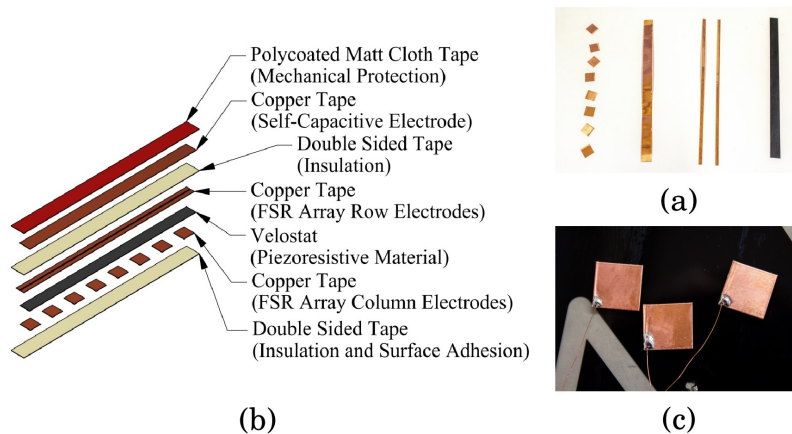 Polycoated Matt Cloth Tape
(Mechanical Protection)
Copper Tape
(Self-Capacitive Electrode)
Double Sided Tape
(Insulation)
Copper Tape
(FSR Array Row Electrodes)
Velostat
(Piezoresistive Material)
Copper Tape
(FSR Array Column Electrodes)
Double Sided Tape
(Insulation and Surface Adhesion)
(b)
(a)
(c)